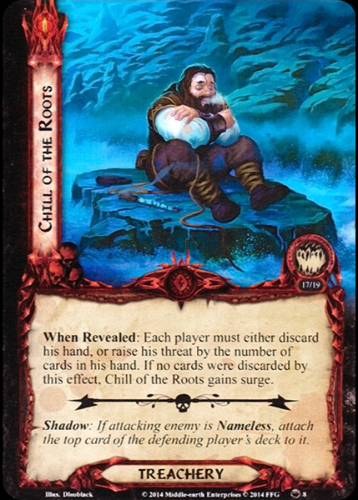 CHILL OF THE ROOTS
17/19
When Revealed: Each player must either discard
his hand, or raise his threat by the number of
cards in his hand. If no cards were discarded by
this effect, Chill of the Roots gains surge.
Shadow: If attacking enemy is Nameless, attach
the top card of the defending player's deck to it.
TREACHERY
Illus. Dleoblack © 2014 Middle-earth Enterprises © 2014 FFG 8